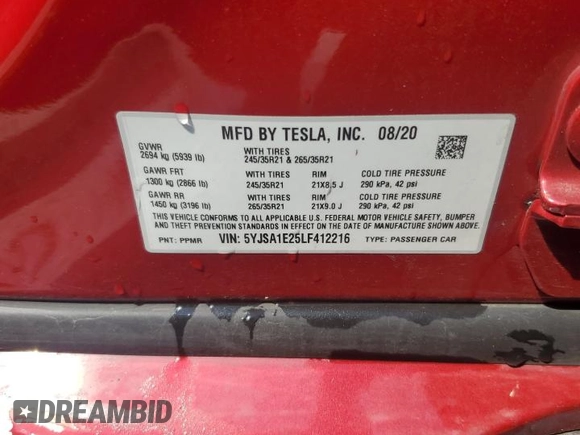 MFD BY TESLA, INC. 08/20
GVWR
2694 kg (5939 lb)
WITH TIRES
245/35R21 & 265/35R21
GAWR FRT
1300 kg (2866 lb)
WITH TIRES
245/35R21
RIM
21X8.5 J
COLD TIRE PRESSURE
290 kPa, 42 psi
GAWR RR
1450 kg (3196 lb)
WITH TIRES
265/35R21
RIM
21X9.0 J
COLD TIRE PRESSURE
290 kPa, 42 psi
THIS VEHICLE CONFORMS TO ALL APPLICABLE U.S. FEDERAL MOTOR VEHICLE SAFETY, BUMPER
AND THEFT PREVENTION STANDARDS IN EFFECT ON THE DATE OF MANUFACTURE SHOWN ABOVE.
PNT: PPMR VIN: 5YJSA1E25LF412216 TYPE: PASSENGER CAR
DREAMBID